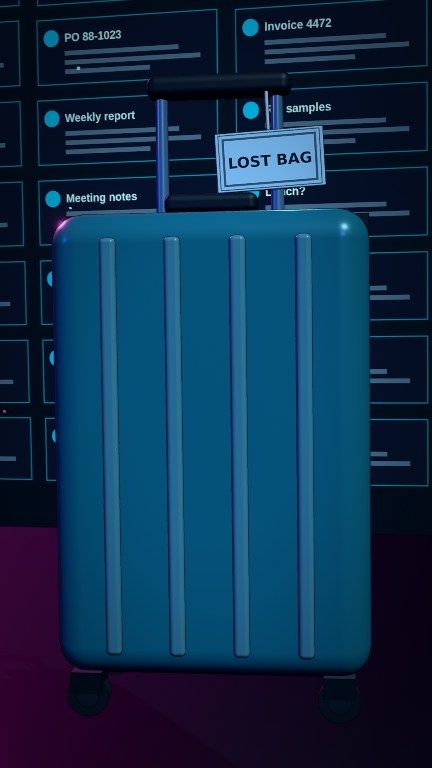 PO 88-1023
Invoice 4472
Weekly report
samples
LOST BAG
Meeting notes